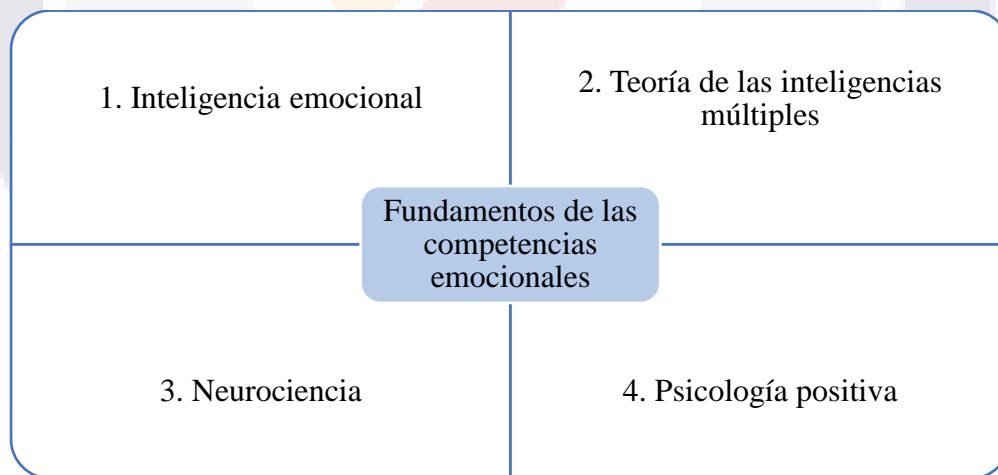 1. Inteligencia emocional
2. Teoría de las inteligencias
múltiples
Fundamentos de las
competencias
emocionales
3. Neurociencia
4. Psicología positiva